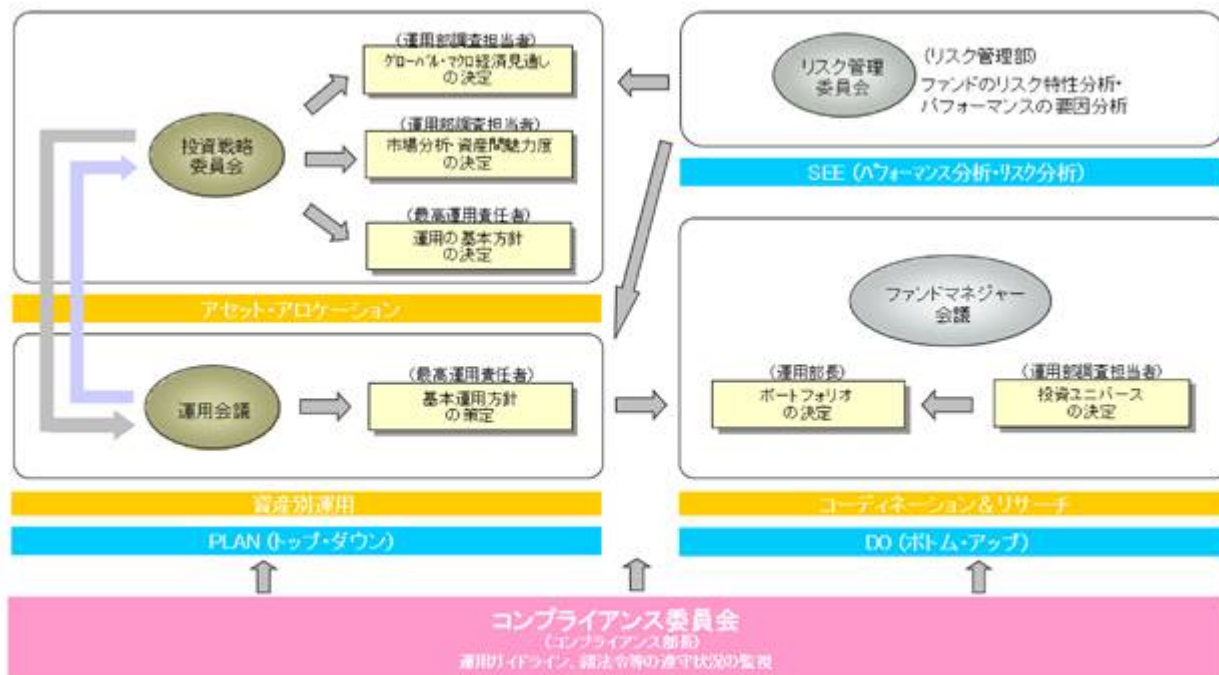 (運用部調査担当者)
グローバル・マクロ経済見通し
の決定
投資戦略
委員会
(運用部調査担当者)
市場分析・資産間魅力度
の決定
(最高運用責任者)
運用の基本方針
の決定
アセット・アロケーション
運用会議
(最高運用責任者)
基本運用方針
の策定
資産別運用
PLAN (トップ・ダウン)
リスク管理
委員会
(リスク管理部)
ファンドのリスク特性分析・
パフォーマンスの要因分析
SEE (パフォーマンス分析・リスク分析)
ファンドマネジャー
会議
(運用部長)
ポートフォリオ
の決定
(運用部調査担当者)
投資ユニバース
の決定
コーディネーション&リサーチ
DO (ボトム・アップ)
コンプライアンス委員会
(コンプライアンス部長)
運用ガイドライン、諸法令等の遵守状況の監視